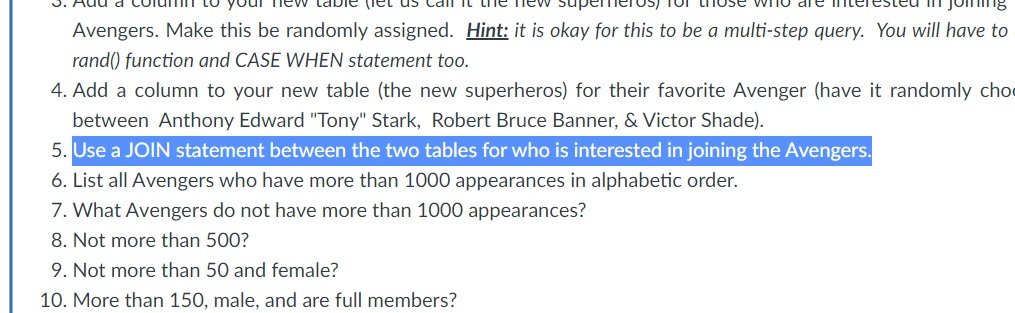 3. Add a column to your new table (let us call it the new superheros) for those who are interested in joining
Avengers. Make this be randomly assigned. Hint: it is okay for this to be a multi-step query. You will have to
rand() function and CASE WHEN statement too.
4. Add a column to your new table (the new superheros) for their favorite Avenger (have it randomly choo
between Anthony Edward "Tony" Stark, Robert Bruce Banner, & Victor Shade).
5. Use a JOIN statement between the two tables for who is interested in joining the Avengers.
6. List all Avengers who have more than 1000 appearances in alphabetic order.
7. What Avengers do not have more than 1000 appearances?
8. Not more than 500?
9. Not more than 50 and female?
10. More than 150, male, and are full members?